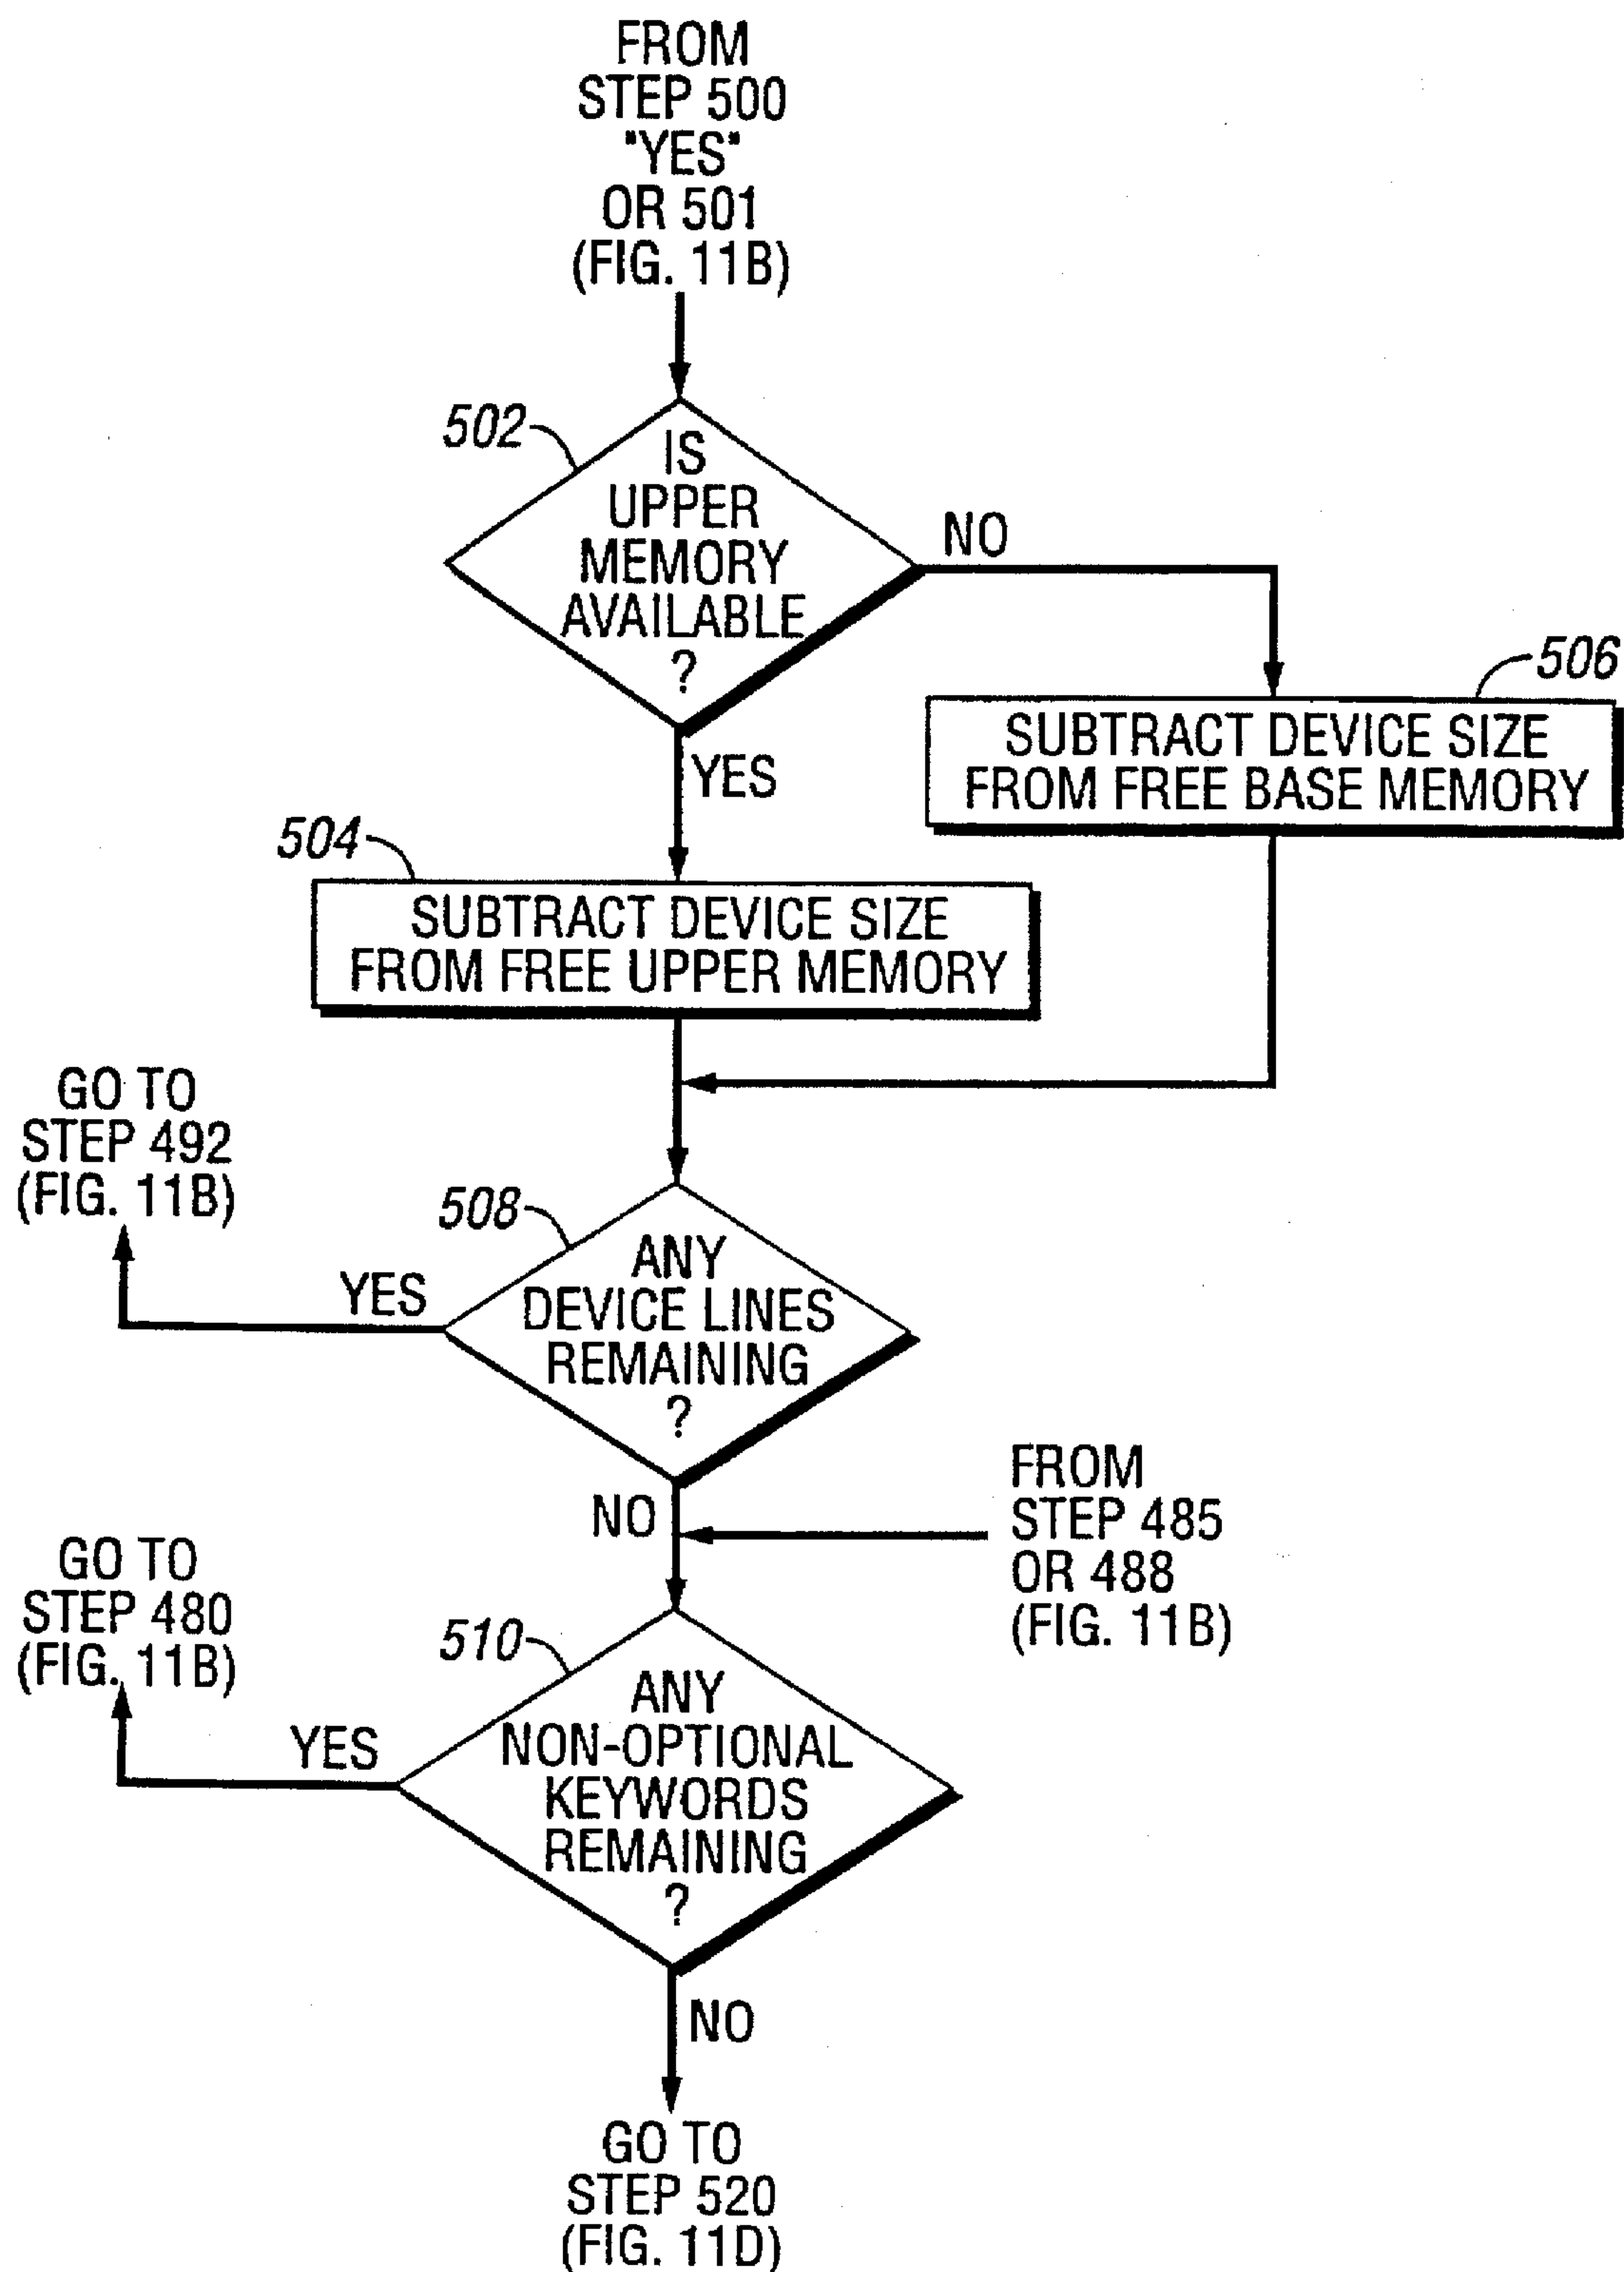 FROM
STEP 500
"YES"
OR 501
(FIG. 11B)
502
IS
UPPER
MEMORY
AVAILABLE
?
NO
506
SUBTRACT DEVICE SIZE
FROM FREE BASE MEMORY
YES
504
SUBTRACT DEVICE SIZE
FROM FREE UPPER MEMORY
GO TO
STEP 492
(FIG. 11B)
508
YES
ANY
DEVICE LINES
REMAINING
?
NO
FROM
STEP 485
OR 488
(FIG. 11B)
GO TO
STEP 480
(FIG. 11B)
510
YES
ANY
NON-OPTIONAL
KEYWORDS
REMAINING
?
NO
GO TO
STEP 520
(FIG. 11D)